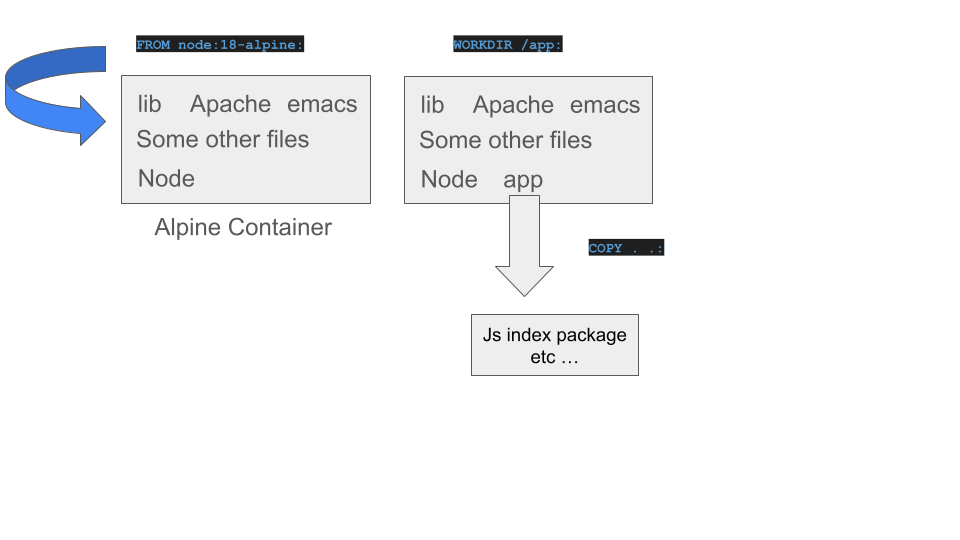 FROM node:18-alpine:
WORKDIR /app:
lib Apache emacs
Some other files
Node
Alpine Container
lib Apache emacs
Some other files
Node app
COPY . .:
Js index package
etc …